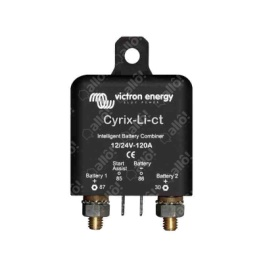 victron energy
BLUE POWER
Cyrix-Li-ct
Intelligent Battery Combiner
12/24V-120A
CE
Start Assist
Battery
85
86
Battery 1
+
87
Battery 2
+
30